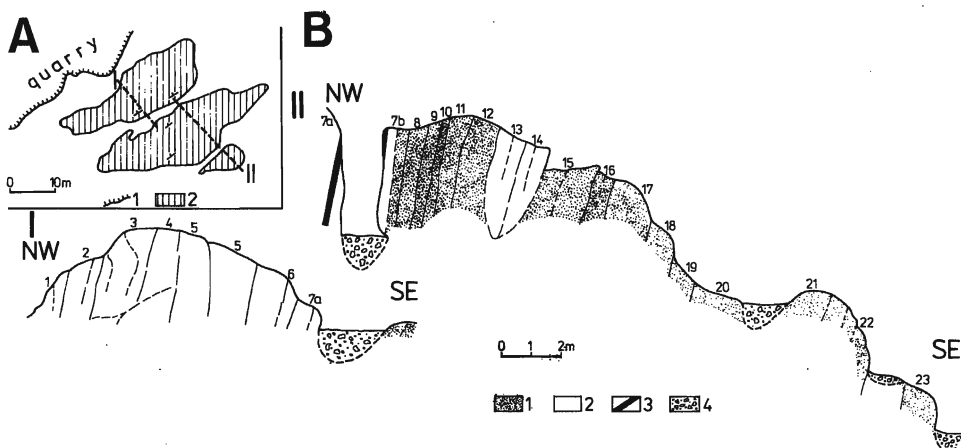 A
quarry
II
0 10m
1 2
I
NW
1 2 3 4 5 5 6 7a
SE
B
II
NW
7a 7b 8 9 10 11 12 13 14 15 16 17 18 19 20 21 22 23
SE
0 1 2m
1 2 3 4